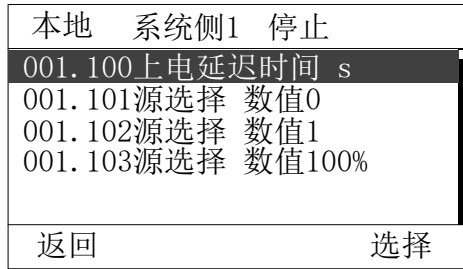 本地 系统侧1 停止
001.100上电延迟时间 s
001.101源选择 数值0
001.102源选择 数值1
001.103源选择 数值100%
返回 选择